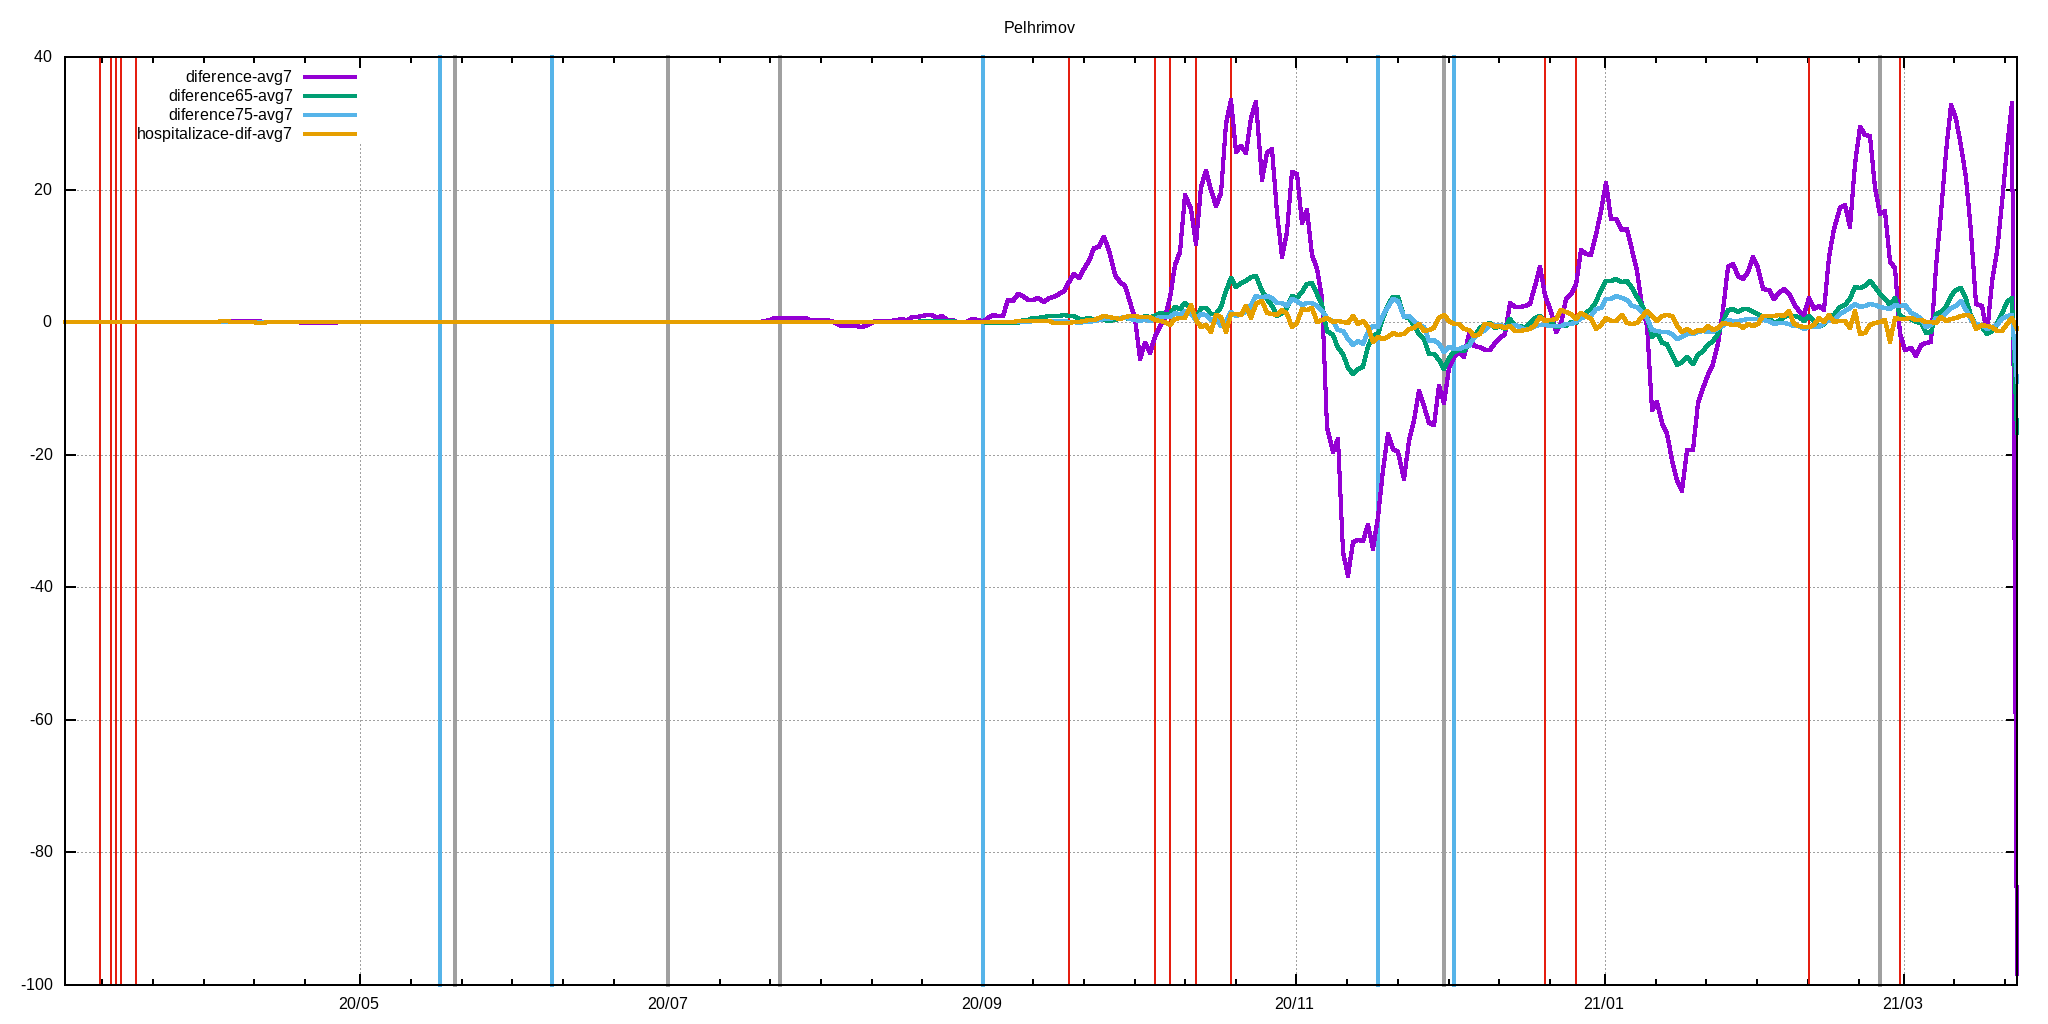 Pelhrimov
40
20
0
-20
-40
-60
-80
-100
diference-avg7
diference65-avg7
diference75-avg7
hospitalizace-dif-avg7
20/05
20/07
20/09
20/11
21/01
21/03